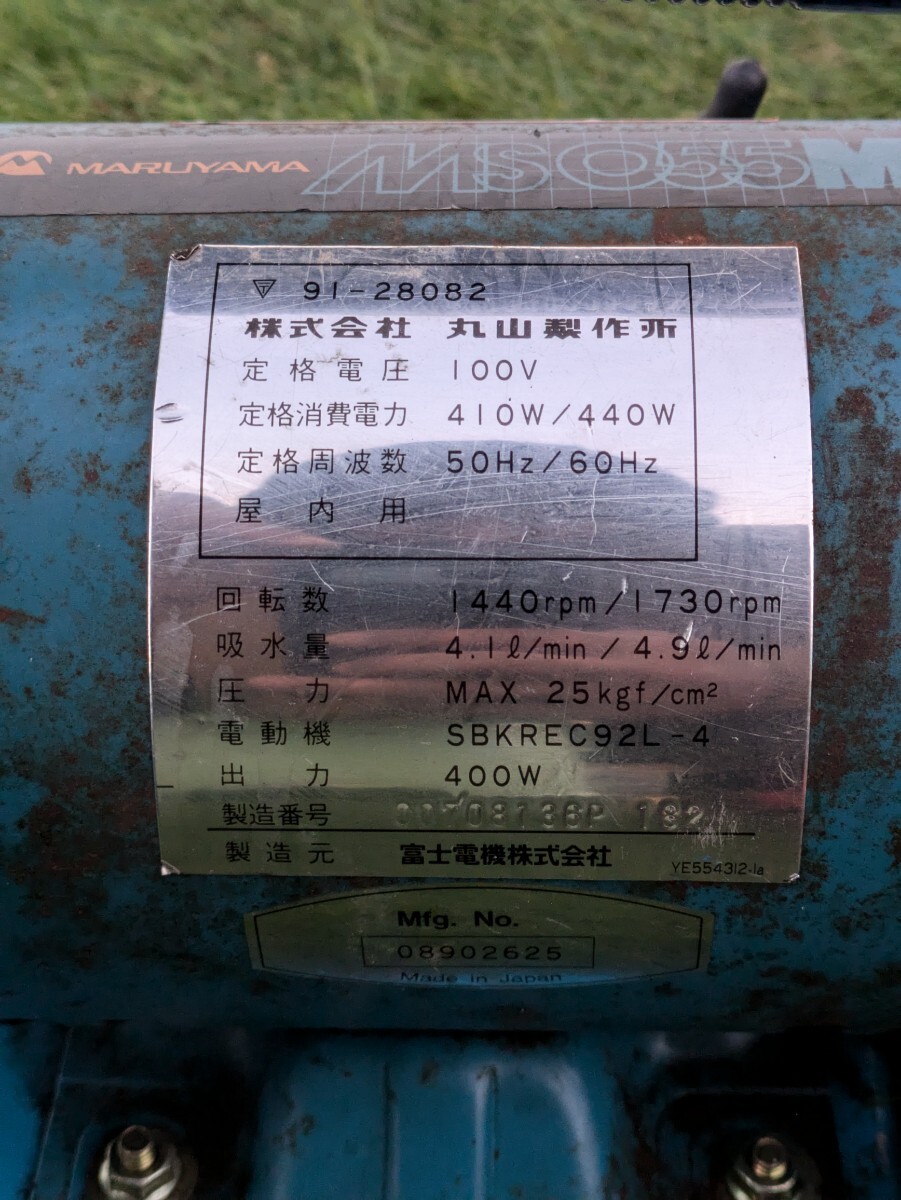 MARUYAMA MSO55M
91-28082
株式会社 丸山製作所
定格電圧 100V
定格消費電力 410W/440W
定格周波数 50Hz/60Hz
屋内用
回転数 1440rpm/1730rpm
吸水量 4.1ℓ/min / 4.9ℓ/min
圧力 MAX 25kgf/cm²
電動機 SBKREC92L-4
出力 400W
製造番号
製造元 富士電機株式会社
YE554312-1a
Mfg. No.
08902625
Made in Japan